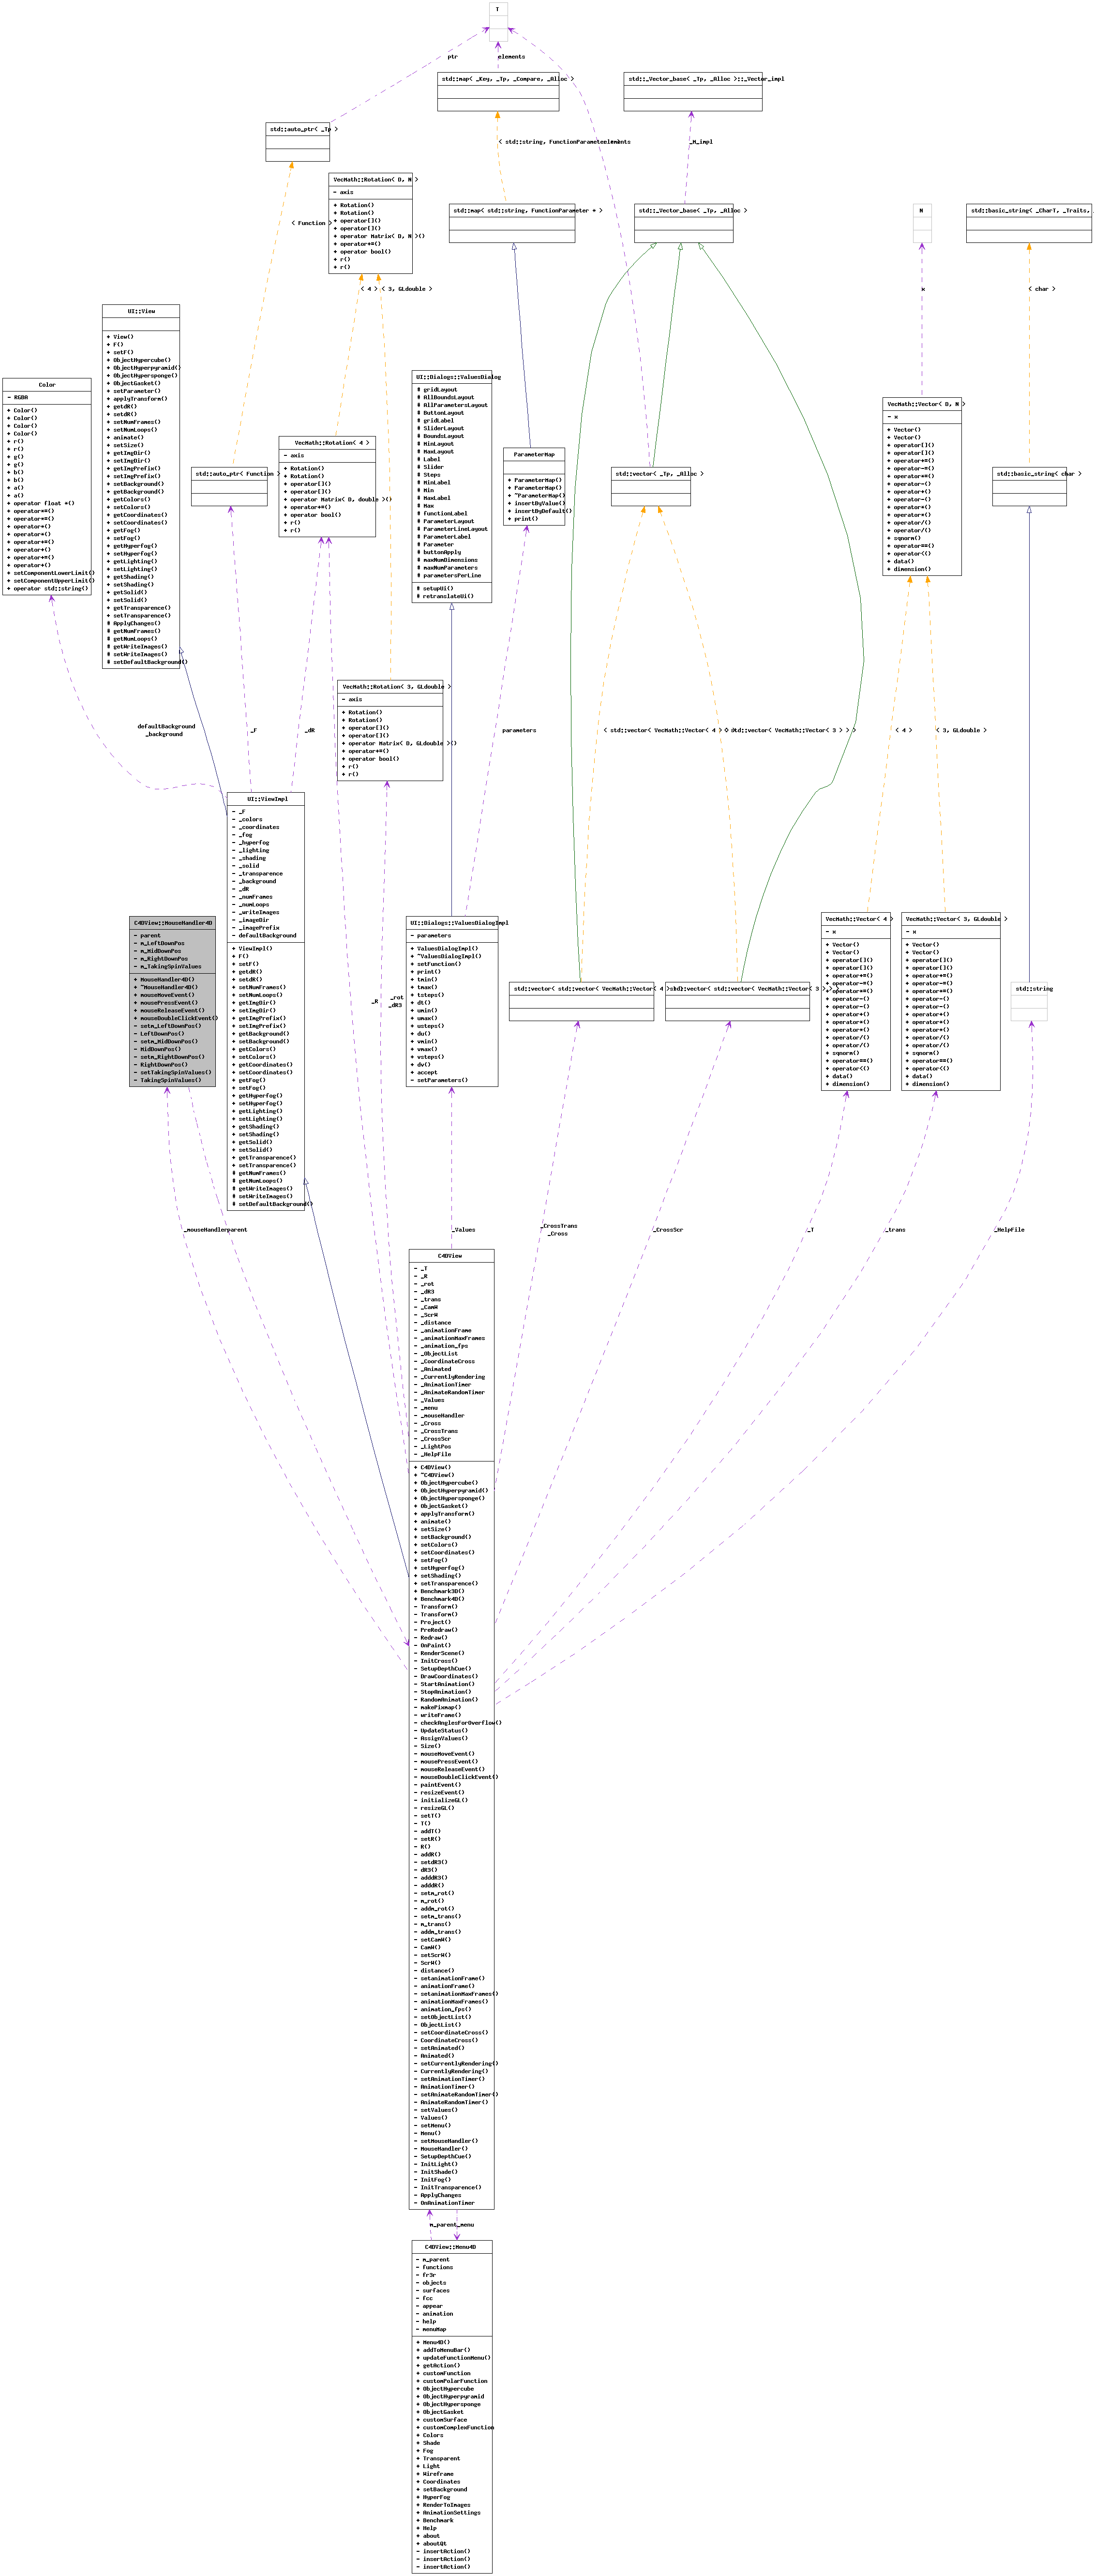 T
ptr
elements
std::map< _Key, _Tp, _Compare, _Alloc >
std::_Vector_base< _Tp, _Alloc >::_Vector_impl
std::auto_ptr< _Tp >
< std::string, FunctionParameter
elements
_M_impl
VecMath::Rotation< D, N >
- axis
+ Rotation()
+ Rotation()
+ operator[]()
+ operator[]()
+ operator Matrix< D, N >()
+ operator*=()
+ operator bool()
+ r()
+ r()
std::map< std::string, FunctionParameter * >
std::_Vector_base< _Tp, _Alloc >
N
std::basic_string< _CharT, _Traits,
< Function >
< 4 >
< 3, GLdouble >
x
< char >
UI::View
+ View()
+ F()
+ setF()
+ ObjectHypercube()
+ ObjectHyperpyramid()
+ ObjectHypersponge()
+ ObjectGasket()
+ setParameter()
+ applyTransform()
+ getdR()
+ setdR()
+ setNumFrames()
+ setNumLoops()
+ animate()
+ setSize()
+ getImgDir()
+ setImgDir()
+ getImgPrefix()
+ setImgPrefix()
+ setBackground()
+ getBackground()
+ getColors()
+ setColors()
+ getCoordinates()
+ setCoordinates()
+ getFog()
+ setFog()
+ getHyperfog()
+ setHyperfog()
+ getLighting()
+ setLighting()
+ getShading()
+ setShading()
+ getSolid()
+ setSolid()
+ getTransparence()
+ setTransparence()
# ApplyChanges()
# getNumFrames()
# getNumLoops()
# getWriteImages()
# setWriteImages()
# setDefaultBackground()
Color
- RGBA
+ Color()
+ Color()
+ Color()
+ Color()
+ r()
+ r()
+ g()
+ g()
+ b()
+ b()
+ a()
+ a()
+ operator float *()
+ operator*=()
+ operator*=()
+ operator*()
+ operator*()
+ operator+=()
+ operator+()
+ operator+=()
+ operator+()
+ setComponentLowerLimit()
+ setComponentUpperLimit()
+ operator std::string()
std::auto_ptr< Function >
VecMath::Rotation< 4 >
- axis
+ Rotation()
+ Rotation()
+ operator[]()
+ operator[]()
+ operator Matrix< D, double >()
+ operator*=()
+ operator bool()
+ r()
+ r()
UI::Dialogs::ValuesDialog
# gridLayout
# AllBoundsLayout
# AllParametersLayout
# ButtonLayout
# gridLabel
# SliderLayout
# BoundsLayout
# MinLayout
# MaxLayout
# Label
# Slider
# Steps
# MinLabel
# Min
# MaxLabel
# Max
# functionLabel
# ParameterLayout
# ParameterLineLayout
# ParameterLabel
# Parameter
# buttonApply
# maxNumDimensions
# maxNumParameters
# parametersPerLine
# setupUi()
# retranslateUi()
ParameterMap
+ ParameterMap()
+ ParameterMap()
+ ~ParameterMap()
+ insertByValue()
+ insertByDefault()
+ print()
std::vector< _Tp, _Alloc >
VecMath::Vector< D, N >
- x
+ Vector()
+ Vector()
+ operator[]()
+ operator[]()
+ operator+=()
+ operator-=()
+ operator*=()
+ operator-()
+ operator+()
+ operator-()
+ operator*()
+ operator*()
+ operator/()
+ operator/()
+ sqnorm()
+ operator==()
+ operator<()
+ data()
+ dimension()
std::basic_string< char >
VecMath::Rotation< 3, GLdouble >
- axis
+ Rotation()
+ Rotation()
+ operator[]()
+ operator[]()
+ operator Matrix< D, GLdouble >()
+ operator*=()
+ operator bool()
+ r()
+ r()
defaultBackground
_background
_F
_dR
parameters
< std::vector< VecMath::Vector< 4 >
std::vector< VecMath::Vector< 3 > > >
< 4 >
< 3, GLdouble >
UI::ViewImpl
- _F
- _colors
- _coordinates
- _fog
- _hyperfog
- _lighting
- _shading
- _solid
- _transparence
- _background
- _dR
- _numFrames
- _numLoops
- _writeImages
- _imageDir
- _imagePrefix
- defaultBackground
+ ViewImpl()
+ F()
+ setF()
+ getdR()
+ setdR()
+ setNumFrames()
+ setNumLoops()
+ getImgDir()
+ setImgDir()
+ getImgPrefix()
+ setImgPrefix()
+ getBackground()
+ setBackground()
+ getColors()
+ setColors()
+ getCoordinates()
+ setCoordinates()
+ getFog()
+ setFog()
+ getHyperfog()
+ setHyperfog()
+ getLighting()
+ setLighting()
+ getShading()
+ setShading()
+ getSolid()
+ setSolid()
+ getTransparence()
+ setTransparence()
# getNumFrames()
# getNumLoops()
# getWriteImages()
# setWriteImages()
# setDefaultBackground()
C4DView::MouseHandler4D
- parent
- m_LeftDownPos
- m_MidDownPos
- m_RightDownPos
- m_TakingSpinValues
+ MouseHandler4D()
+ ~MouseHandler4D()
+ mouseMoveEvent()
+ mousePressEvent()
+ mouseReleaseEvent()
+ mouseDoubleClickEvent()
- setm_LeftDownPos()
- LeftDownPos()
- setm_MidDownPos()
- MidDownPos()
- setm_RightDownPos()
- RightDownPos()
- setTakingSpinValues()
- TakingSpinValues()
_R
_rot
_dR3
UI::Dialogs::ValuesDialogImpl
- parameters
+ ValuesDialogImpl()
+ ~ValuesDialogImpl()
+ setFunction()
+ print()
+ tmin()
+ tmax()
+ tsteps()
+ dt()
+ umin()
+ umax()
+ usteps()
+ du()
+ vmin()
+ vmax()
+ vsteps()
+ dv()
+ accept
- setParameters()
std::vector< std::vector< VecMath::Vector< 4 >
std::vector< std::vector< VecMath::Vector< 3 > > >
VecMath::Vector< 4 >
- x
+ Vector()
+ Vector()
+ operator[]()
+ operator[]()
+ operator+=()
+ operator-=()
+ operator*=()
+ operator-()
+ operator-()
+ operator+()
+ operator*()
+ operator*()
+ operator/()
+ operator/()
+ sqnorm()
+ operator==()
+ operator<()
+ data()
+ dimension()
VecMath::Vector< 3, GLdouble >
- x
+ Vector()
+ Vector()
+ operator[]()
+ operator[]()
+ operator+=()
+ operator-=()
+ operator*=()
+ operator-()
+ operator-()
+ operator+()
+ operator*()
+ operator*()
+ operator/()
+ operator/()
+ sqnorm()
+ operator==()
+ operator<()
+ data()
+ dimension()
std::string
_mouseHandler
parent
_Values
_CrossTrans
_Cross
_CrossScr
_T
_trans
_HelpFile
C4DView
- _T
- _R
- _rot
- _dR3
- _trans
- _CamW
- _ScrW
- _distance
- _animationFrame
- _animationMaxFrames
- _animation_fps
- _ObjectList
- _CoordinateCross
- _Animated
- _CurrentlyRendering
- _AnimationTimer
- _AnimateRandomTimer
- _Values
- _menu
- _mouseHandler
- _Cross
- _CrossTrans
- _CrossScr
- _LightPos
- _HelpFile
+ C4DView()
+ ~C4DView()
+ ObjectHypercube()
+ ObjectHyperpyramid()
+ ObjectHypersponge()
+ ObjectGasket()
+ applyTransform()
+ animate()
+ setSize()
+ setBackground()
+ setColors()
+ setCoordinates()
+ setFog()
+ setHyperfog()
+ setShading()
+ setTransparence()
+ Benchmark3D()
+ Benchmark4D()
- Transform()
- Transform()
- Project()
- PreRedraw()
- Redraw()
- OnPaint()
- RenderScene()
- InitCross()
- SetupDepthCue()
- DrawCoordinates()
- StartAnimation()
- StopAnimation()
- RandomAnimation()
- makePixmap()
- writeFrame()
- checkAnglesForOverflow()
- UpdateStatus()
- AssignValues()
- Size()
- mouseMoveEvent()
- mousePressEvent()
- mouseReleaseEvent()
- mouseDoubleClickEvent()
- paintEvent()
- resizeEvent()
- initializeGL()
- resizeGL()
- setT()
- T()
- addT()
- setR()
- R()
- addR()
- setdR3()
- dR3()
- adddR3()
- adddR()
- setm_rot()
- m_rot()
- addm_rot()
- setm_trans()
- m_trans()
- addm_trans()
- setCamW()
- CamW()
- setScrW()
- ScrW()
- distance()
- setanimationFrame()
- animationFrame()
- setanimationMaxFrames()
- animationMaxFrames()
- animation_fps()
- setObjectList()
- ObjectList()
- setCoordinateCross()
- CoordinateCross()
- setAnimated()
- Animated()
- setCurrentlyRendering()
- CurrentlyRendering()
- setAnimationTimer()
- AnimationTimer()
- setAnimateRandomTimer()
- AnimateRandomTimer()
- setValues()
- Values()
- setMenu()
- Menu()
- setMouseHandler()
- MouseHandler()
- SetupDepthCue()
- InitLight()
- InitShade()
- InitFog()
- InitTransparence()
- ApplyChanges
- OnAnimationTimer
m_parent
_menu
C4DView::Menu4D
- m_parent
- functions
- fr3r
- objects
- surfaces
- fcc
- appear
- animation
- help
- menuMap
+ Menu4D()
+ addToMenuBar()
+ updateFunctionMenu()
+ getAction()
+ customFunction
+ customPolarFunction
+ ObjectHypercube
+ ObjectHyperpyramid
+ ObjectHypersponge
+ ObjectGasket
+ customSurface
+ customComplexFunction
+ Colors
+ Shade
+ Fog
+ Transparent
+ Light
+ Wireframe
+ Coordinates
+ setBackground
+ HyperFog
+ RenderToImages
+ AnimationSettings
+ Benchmark
+ Help
+ about
+ aboutQt
- insertAction()
- insertAction()
- insertAction()